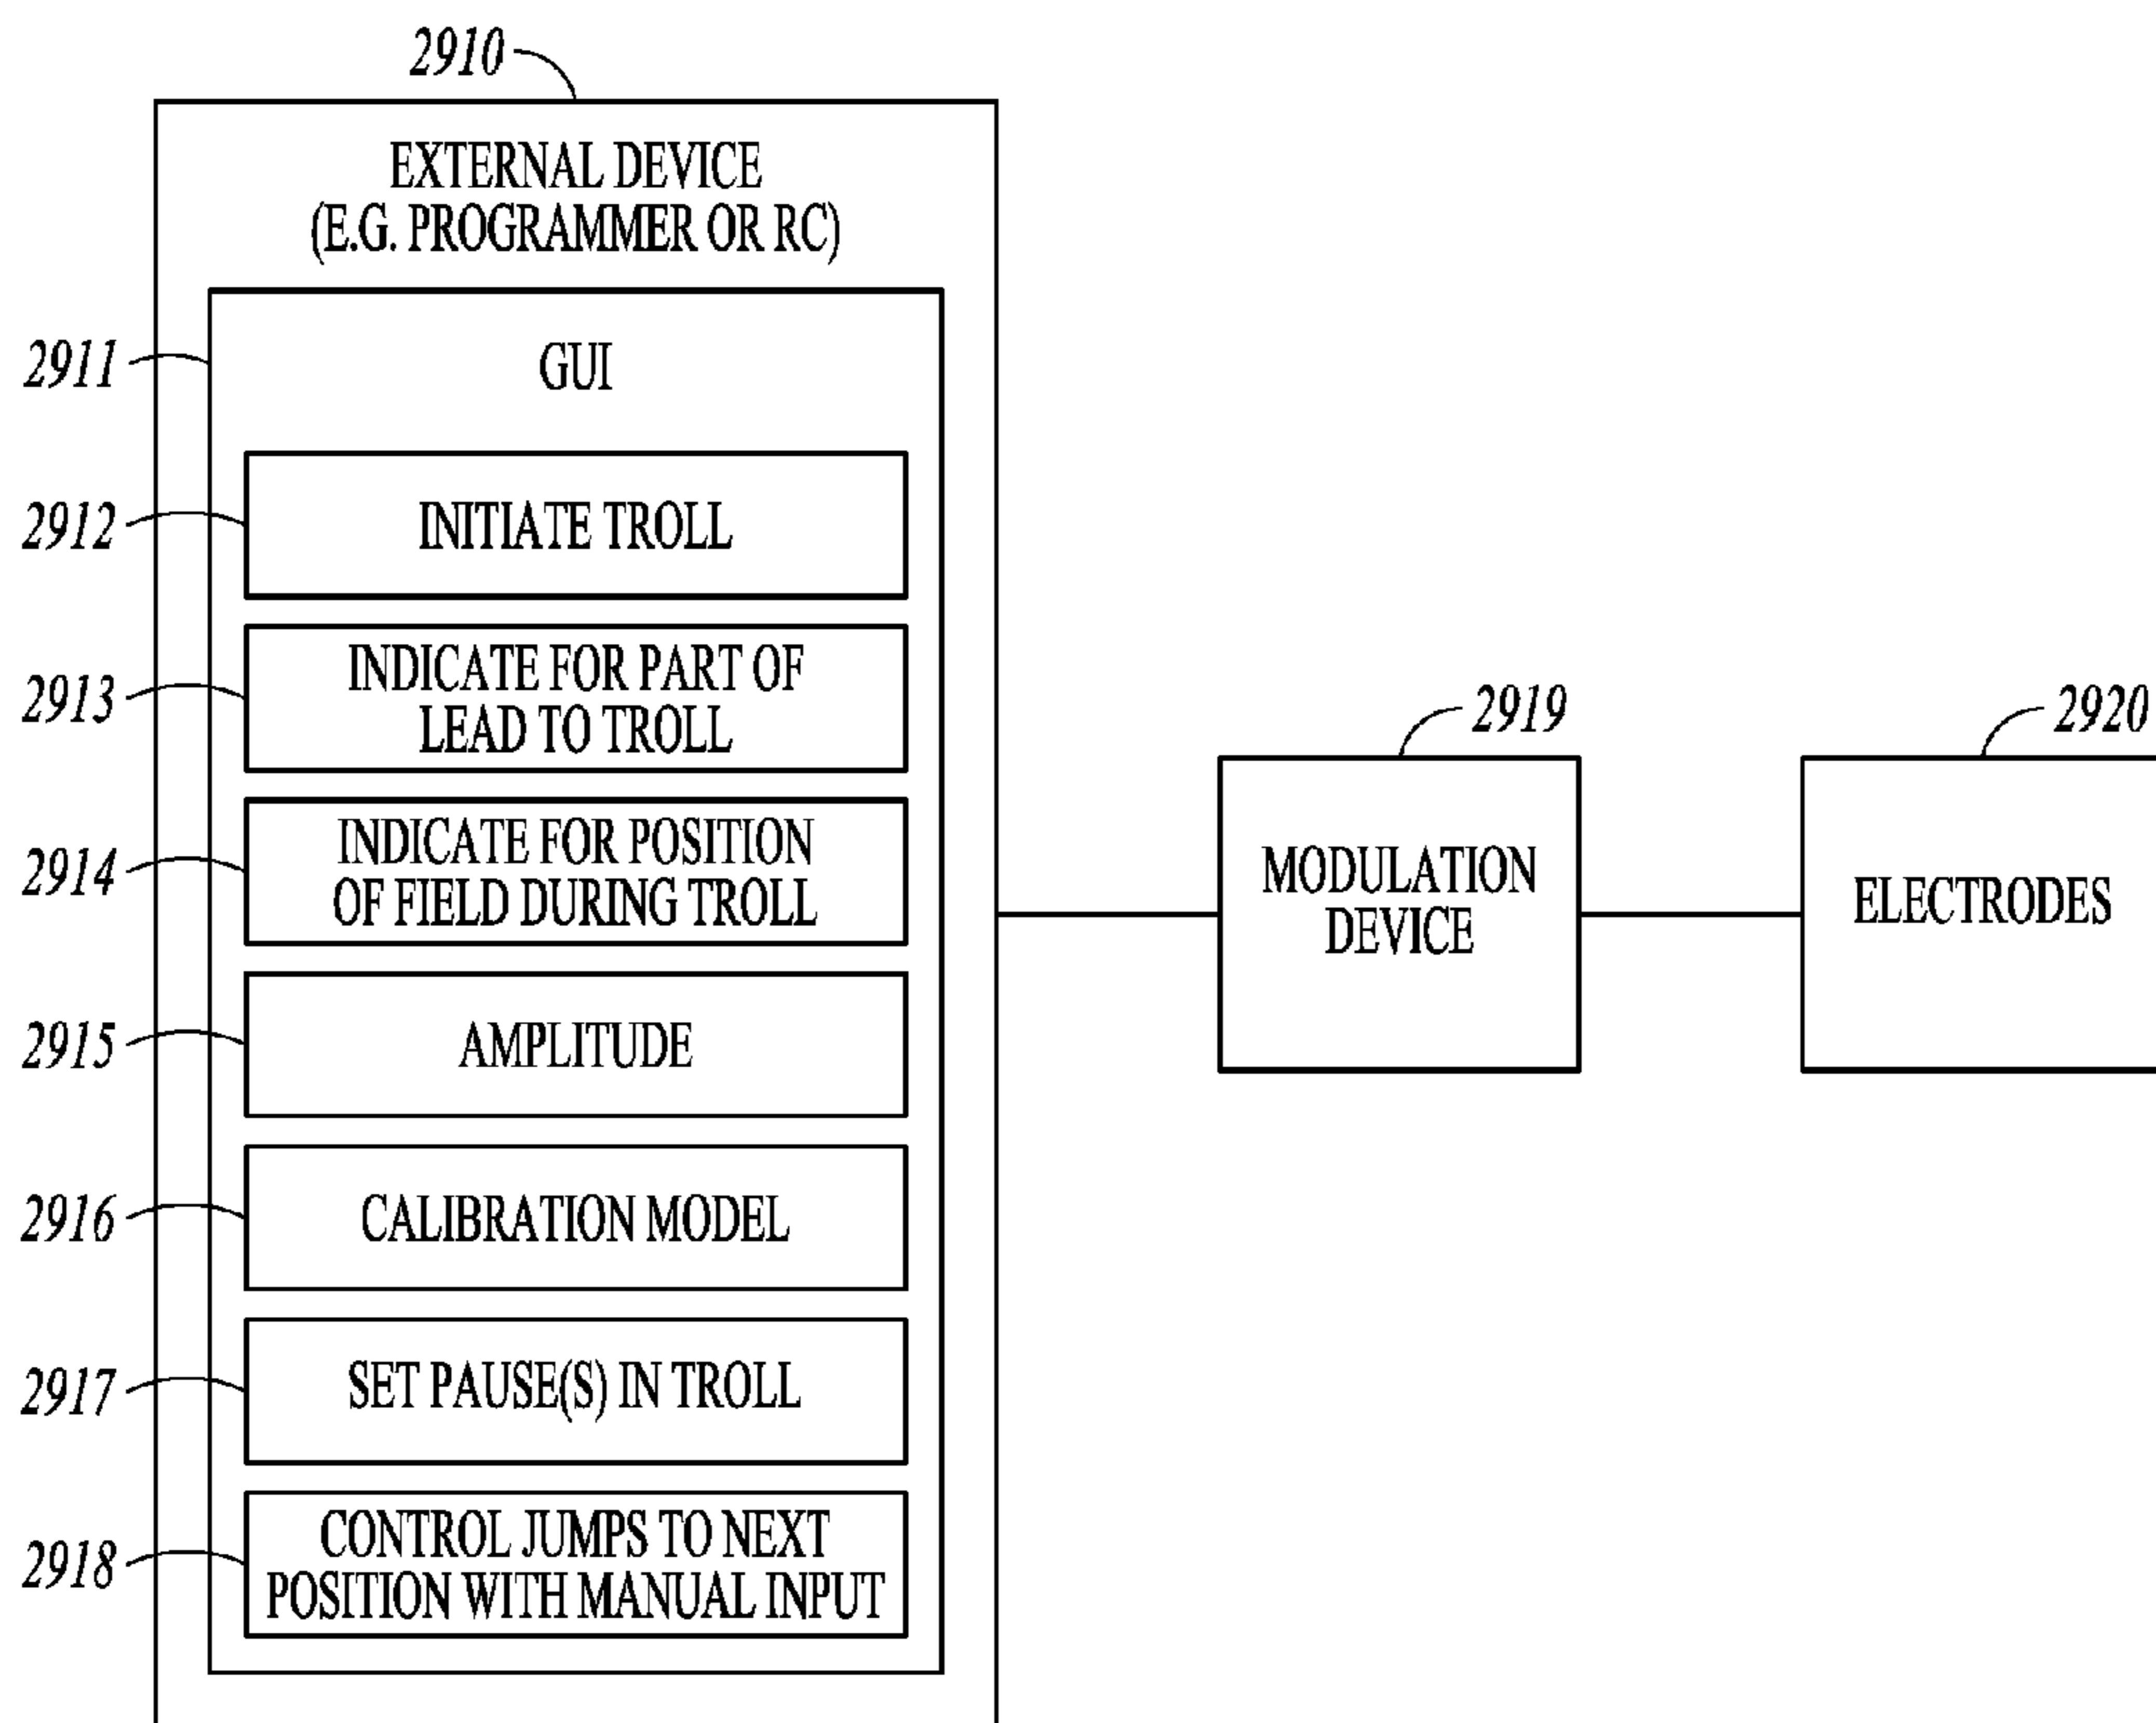 2910
EXTERNAL DEVICE
(E.G. PROGRAMMER OR RC)
2911
GUI
2912
INITIATE TROLL
2913
INDICATE FOR PART OF
LEAD TO TROLL
2914
INDICATE FOR POSITION
OF FIELD DURING TROLL
2915
AMPLITUDE
2916
CALIBRATION MODEL
2917
SET PAUSE(S) IN TROLL
2918
CONTROL JUMPS TO NEXT
POSITION WITH MANUAL INPUT
2919
MODULATION
DEVICE
2920
ELECTRODES